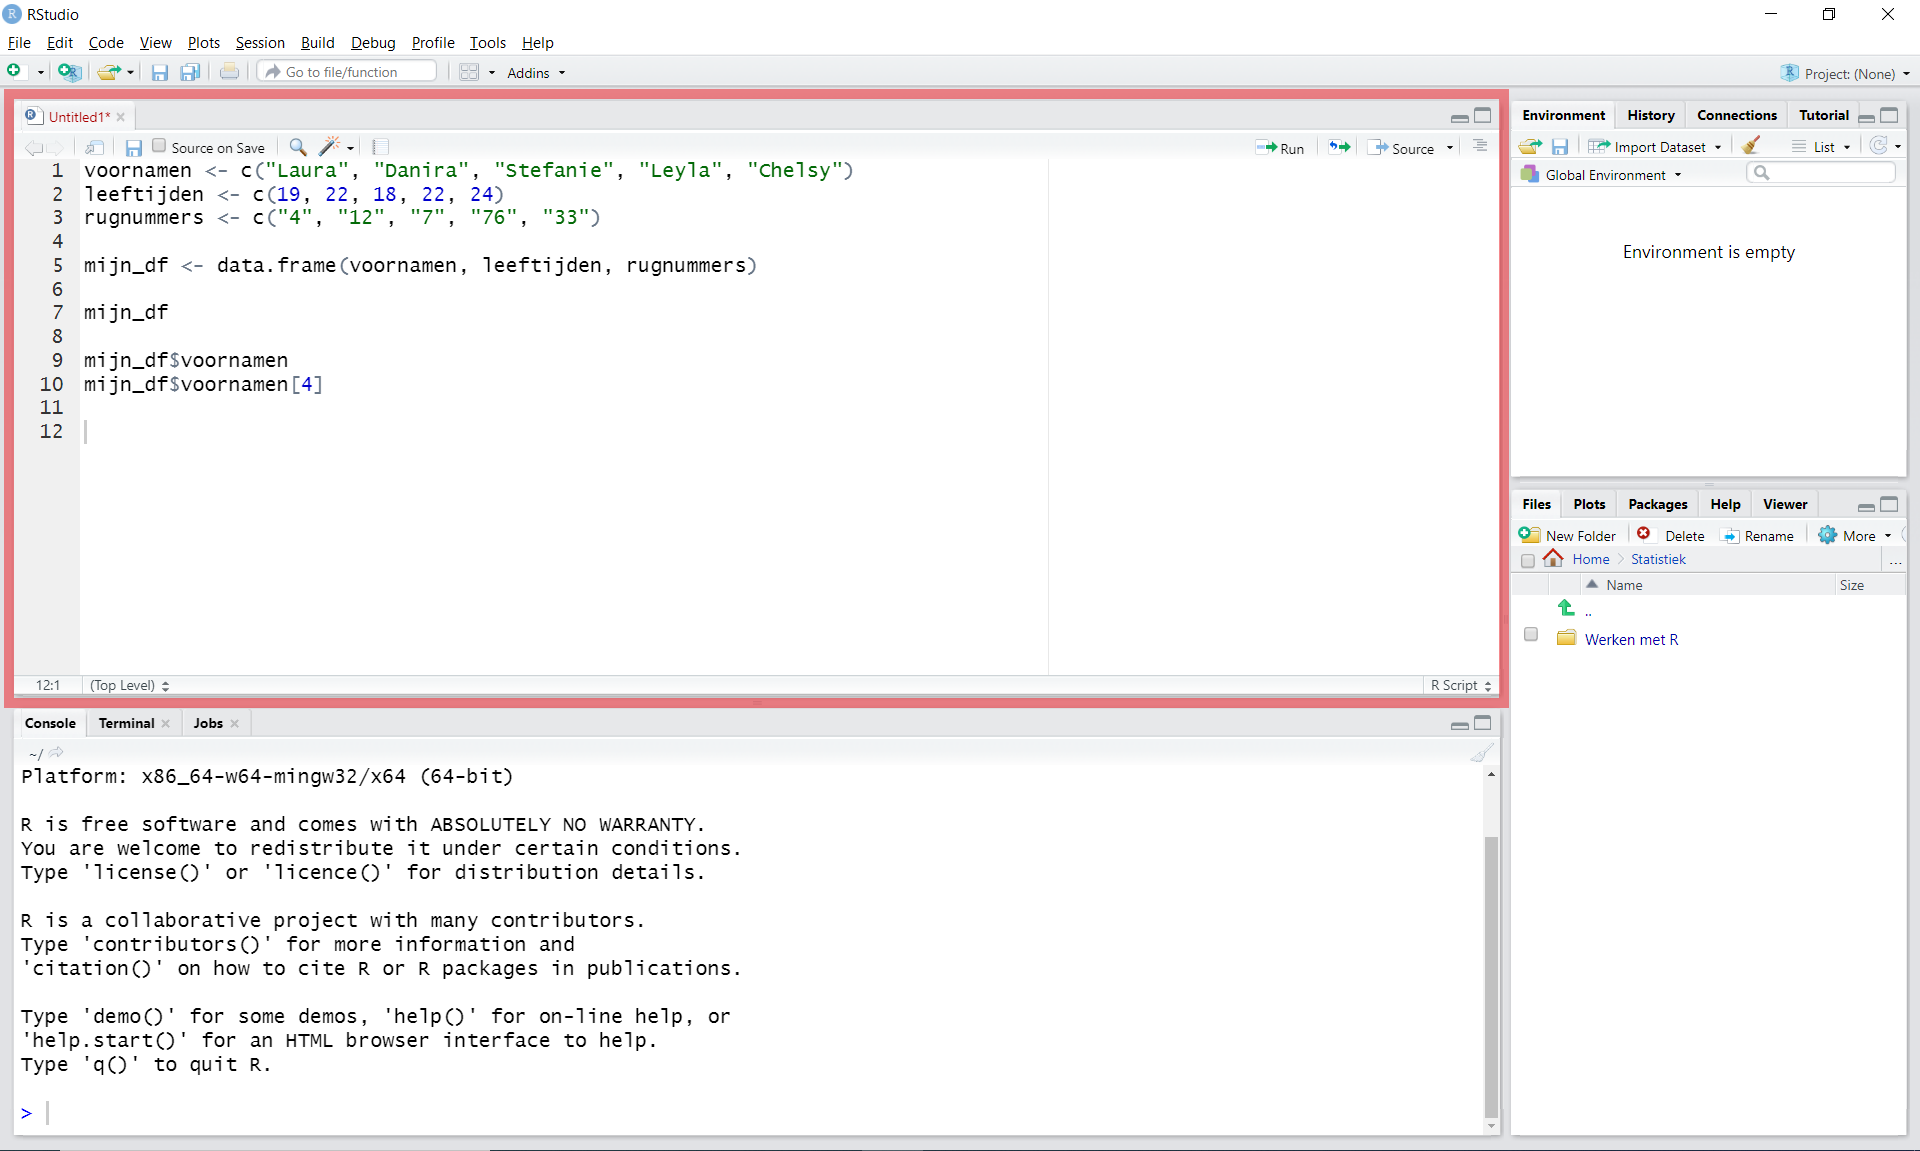 RStudio
File Edit Code View Plots Session Build Debug Profile Tools Help
Go to file/function Addins Project: (None)
Untitled1*
Source on Save Run Source
1 voornamen <- c("Laura", "Danira", "Stefanie", "Leyla", "Chelsy")
2 leeftijden <- c(19, 22, 18, 22, 24)
3 rugnummers <- c("4", "12", "7", "76", "33")
4
5 mijn_df <- data.frame(voornamen, leeftijden, rugnummers)
6
7 mijn_df
8
9 mijn_df$voornamen
10 mijn_df$voornamen[4]
11
12
12:1 (Top Level) R Script
Console Terminal Jobs
~/
Platform: x86_64-w64-mingw32/x64 (64-bit)
R is free software and comes with ABSOLUTELY NO WARRANTY.
You are welcome to redistribute it under certain conditions.
Type 'license()' or 'licence()' for distribution details.
R is a collaborative project with many contributors.
Type 'contributors()' for more information and
'citation()' on how to cite R or R packages in publications.
Type 'demo()' for some demos, 'help()' for on-line help, or
'help.start()' for an HTML browser interface to help.
Type 'q()' to quit R.
>
Environment History Connections Tutorial
Import Dataset List
Global Environment
Environment is empty
Files Plots Packages Help Viewer
New Folder Delete Rename More
Home Statistiek ...
Name Size
..
Werken met R